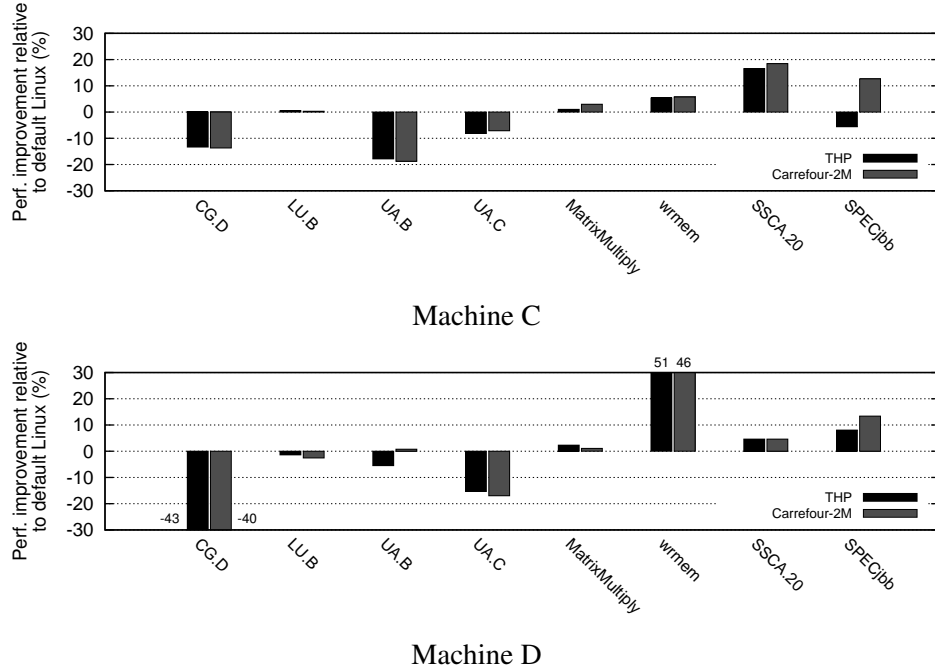 Perf. improvement relative
to default Linux (%)
30
20
10
0
-10
-20
-30
THP
Carrefour-2M
CG.D
LU.B
UA.B
UA.C
MatrixMultiply
wrmem
SSCA.20
SPECjbb
Machine C
Perf. improvement relative
to default Linux (%)
30
20
10
0
-10
-20
-30
51 46
-43 -40
THP
Carrefour-2M
CG.D
LU.B
UA.B
UA.C
MatrixMultiply
wrmem
SSCA.20
SPECjbb
Machine D